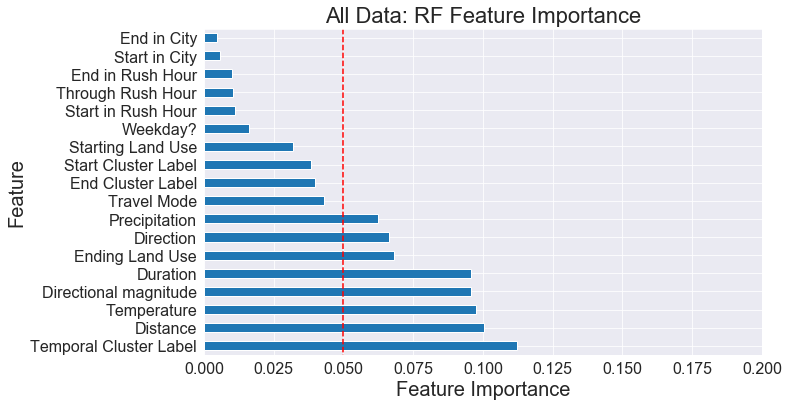 All Data: RF Feature Importance
End in City
Start in City
End in Rush Hour
Through Rush Hour
Start in Rush Hour
Weekday?
Starting Land Use
Start Cluster Label
End Cluster Label
Travel Mode
Precipitation
Direction
Ending Land Use
Duration
Directional magnitude
Temperature
Distance
Temporal Cluster Label
Feature
0.000 0.025 0.050 0.075 0.100 0.125 0.150 0.175 0.200
Feature Importance